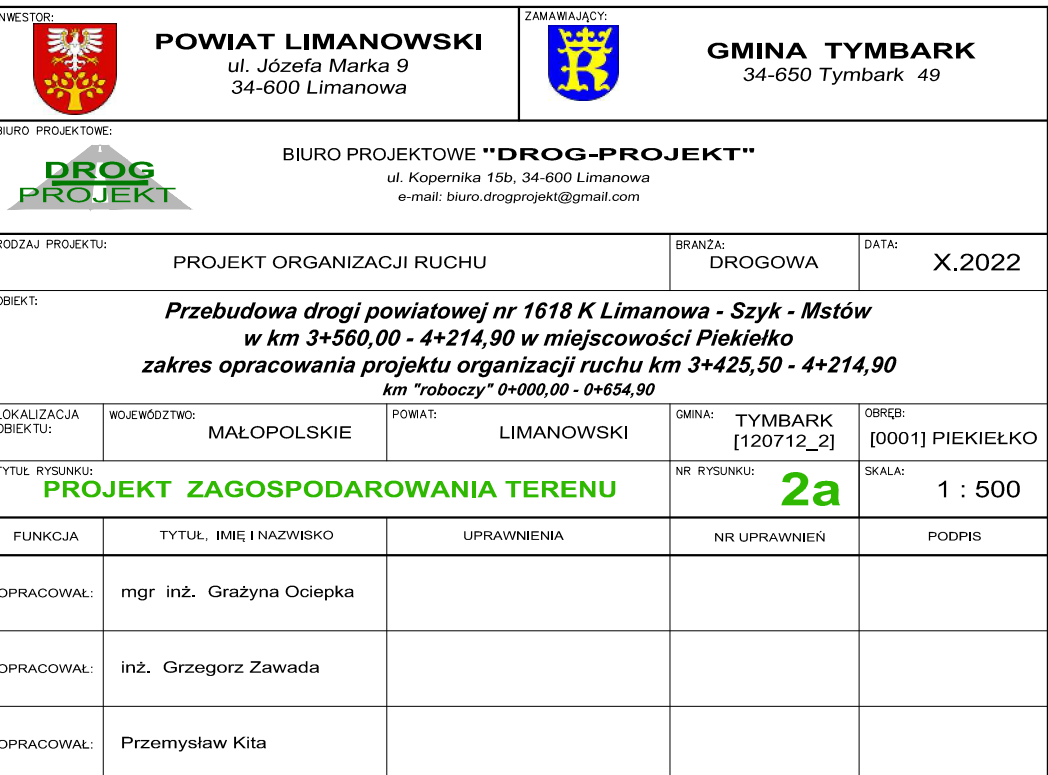 INWESTOR:
POWIAT LIMANOWSKI
ul. Józefa Marka 9
34-600 Limanowa
ZAMAWIAJĄCY:
GMINA TYMBARK
34-650 Tymbark 49
BIURO PROJEKTOWE:
DROG
PROJEKT
BIURO PROJEKTOWE "DROG-PROJEKT"
ul. Kopernika 15b, 34-600 Limanowa
e-mail: biuro.drogprojekt@gmail.com
RODZAJ PROJEKTU:
PROJEKT ORGANIZACJI RUCHU
BRANŻA:
DROGOWA
DATA:
X.2022
OBIEKT:
Przebudowa drogi powiatowej nr 1618 K Limanowa - Szyk - Mstów
w km 3+560,00 - 4+214,90 w miejscowości Piekiełko
zakres opracowania projektu organizacji ruchu km 3+425,50 - 4+214,90
km "roboczy" 0+000,00 - 0+654,90
LOKALIZACJA
OBIEKTU:
WOJEWÓDZTWO:
MAŁOPOLSKIE
POWIAT:
LIMANOWSKI
GMINA:
TYMBARK
[120712_2]
OBRĘB:
[0001] PIEKIEŁKO
TYTUŁ RYSUNKU:
PROJEKT ZAGOSPODAROWANIA TERENU
NR RYSUNKU:
2a
SKALA:
1 : 500
FUNKCJA TYTUŁ, IMIĘ I NAZWISKO UPRAWNIENIA NR UPRAWNIEŃ PODPIS
OPRACOWAŁ: mgr inż. Grażyna Ociepka
OPRACOWAŁ: inż. Grzegorz Zawada
OPRACOWAŁ: Przemysław Kita